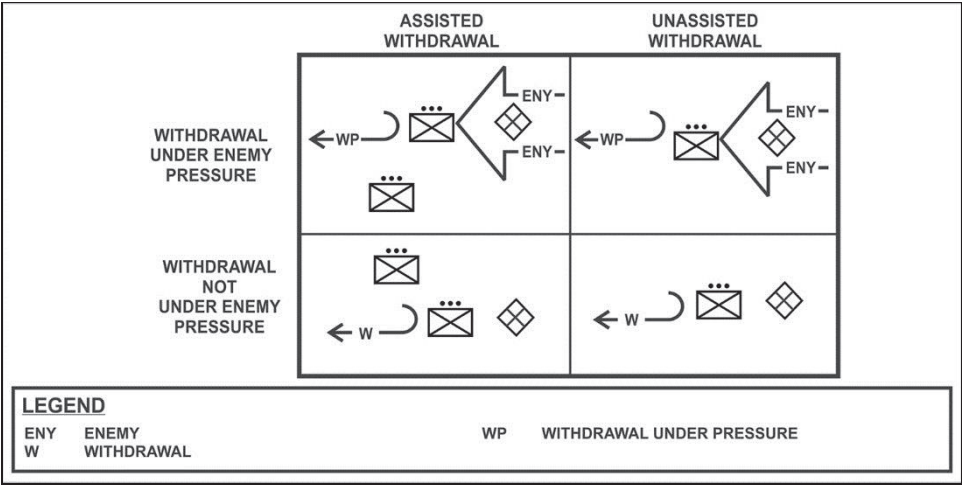 ASSISTED
WITHDRAWAL
UNASSISTED
WITHDRAWAL
WITHDRAWAL
UNDER ENEMY
PRESSURE
ENY
WP
ENY
ENY
WP
ENY
WITHDRAWAL
NOT
UNDER ENEMY
PRESSURE
W
W
LEGEND
ENY ENEMY
WP WITHDRAWAL UNDER PRESSURE
W WITHDRAWAL